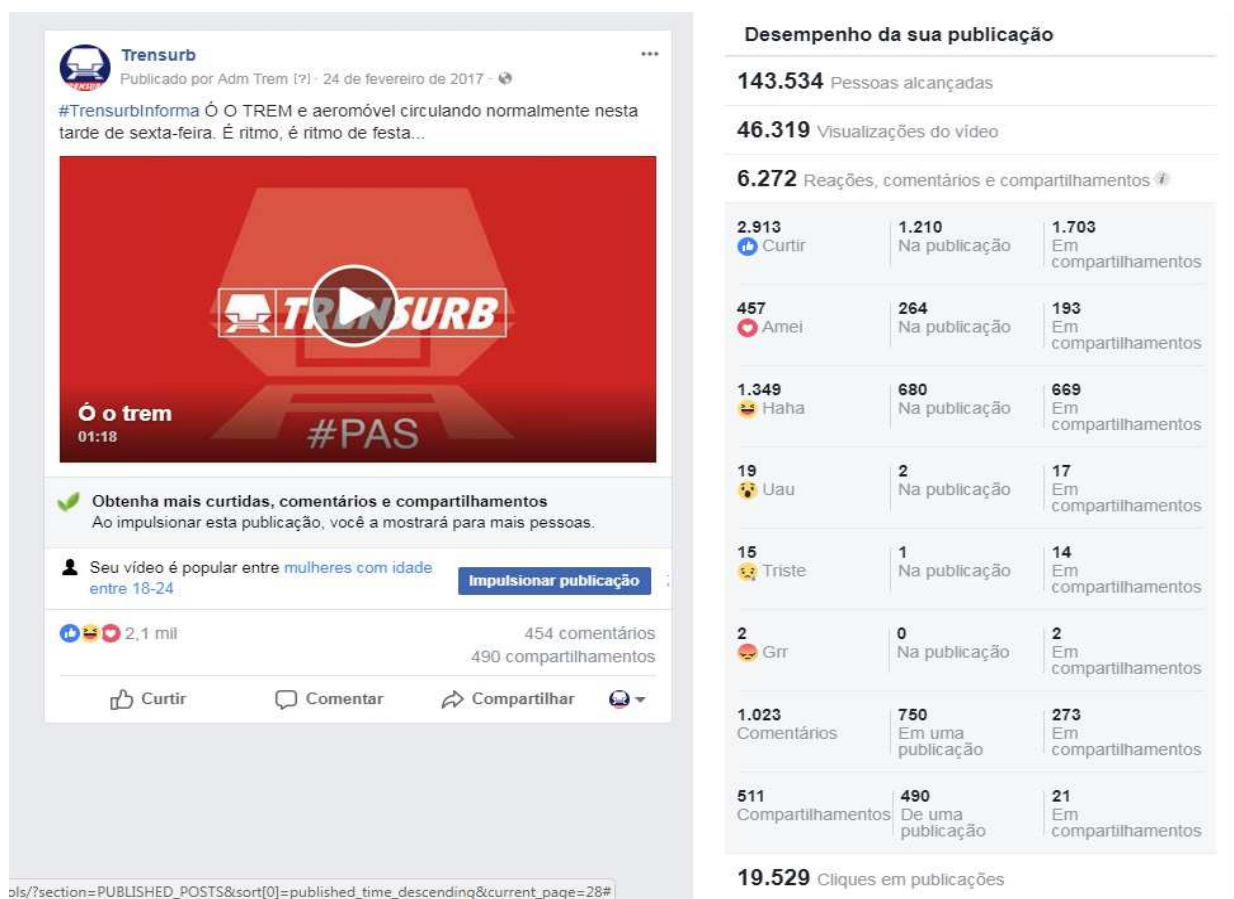 Trensurb
Publicado por Adm Trem [?] · 24 de fevereiro de 2017 ·
#TrensurbInforma Ó O TREM e aeromóvel circulando normalmente nesta
tarde de sexta-feira. É ritmo, é ritmo de festa...
TRENSURB
Ó o trem
01:18
#PAS
Obtenha mais curtidas, comentários e compartilhamentos
Ao impulsionar esta publicação, você a mostrará para mais pessoas.
Seu vídeo é popular entre mulheres com idade
entre 18-24
Impulsionar publicação
2,1 mil
454 comentários
490 compartilhamentos
Curtir Comentar Compartilhar
ols/?section=PUBLISHED_POSTS&sort[0]=published_time_descending&current_page=28#
Desempenho da sua publicação
143.534 Pessoas alcançadas
46.319 Visualizações do vídeo
6.272 Reações, comentários e compartilhamentos
2.913 1.210 1.703
Curtir Na publicação Em
compartilhamentos
457 264 193
Amei Na publicação Em
compartilhamentos
1.349 680 669
Haha Na publicação Em
compartilhamentos
19 2 17
Uau Na publicação Em
compartilhamentos
15 1 14
Triste Na publicação Em
compartilhamentos
2 0 2
Grr Na publicação Em
compartilhamentos
1.023 750 273
Comentários Em uma Em
publicação compartilhamentos
511 490 21
Compartilhamentos De uma Em
publicação compartilhamentos
19.529 Cliques em publicações